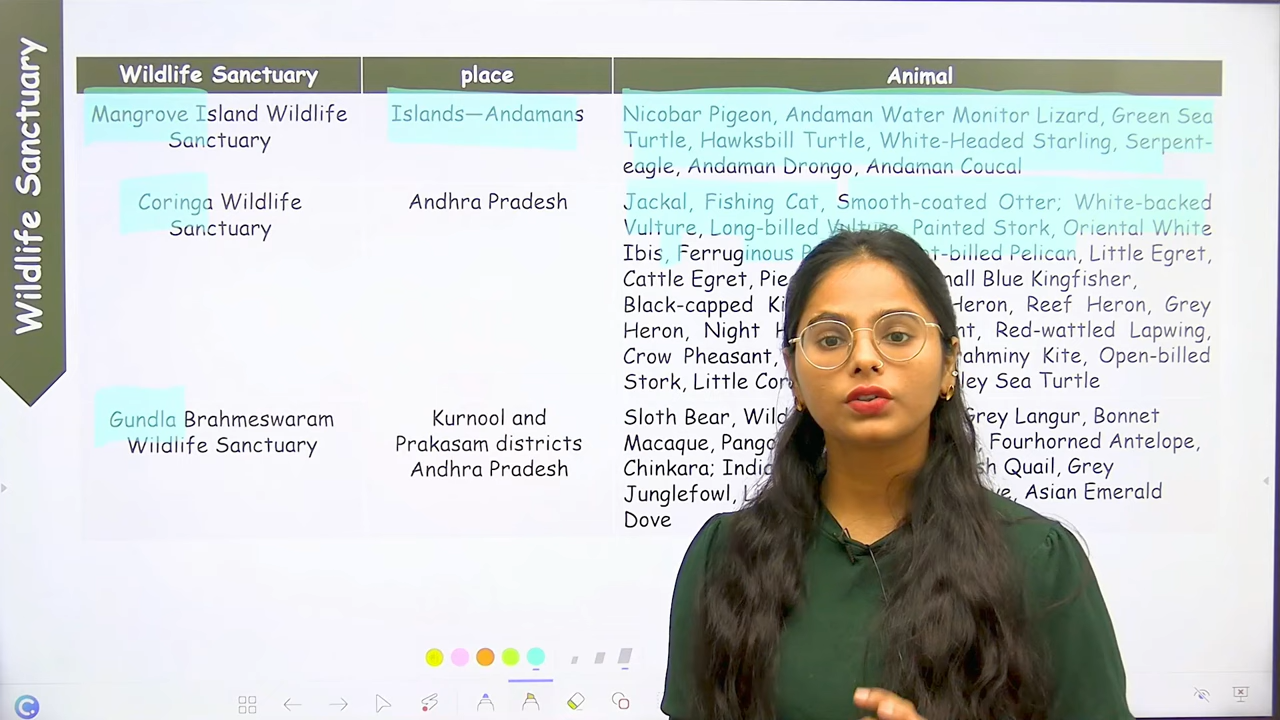 Wildlife Sanctuary
Wildlife Sanctuary place Animal
Mangrove Island Wildlife
Sanctuary
Islands—Andamans
Nicobar Pigeon, Andaman Water Monitor Lizard, Green Sea
Turtle, Hawksbill Turtle, White-Headed Starling, Serpent-
eagle, Andaman Drongo, Andaman Coucal
Coringa Wildlife
Sanctuary
Andhra Pradesh
Jackal, Fishing Cat, Smooth-coated Otter; White-backed
Vulture, Long-billed Vulture, Painted Stork, Oriental White
Ibis, Ferruginous -billed Pelican, Little Egret,
Cattle Egret, Blue Kingfisher,
Black-capped Heron, Reef Heron, Grey
Heron, Night Red-wattled Lapwing,
Crow Pheasant, Kite, Open-billed
Stork, Little Sea Turtle
Gundla Brahmeswaram
Wildlife Sanctuary
Kurnool and
Prakasam districts
Andhra Pradesh
Sloth Bear, Grey Langur, Bonnet
Macaque, Fourhorned Antelope,
Chinkara; Quail, Grey
Junglefowl, Asian Emerald
Dove